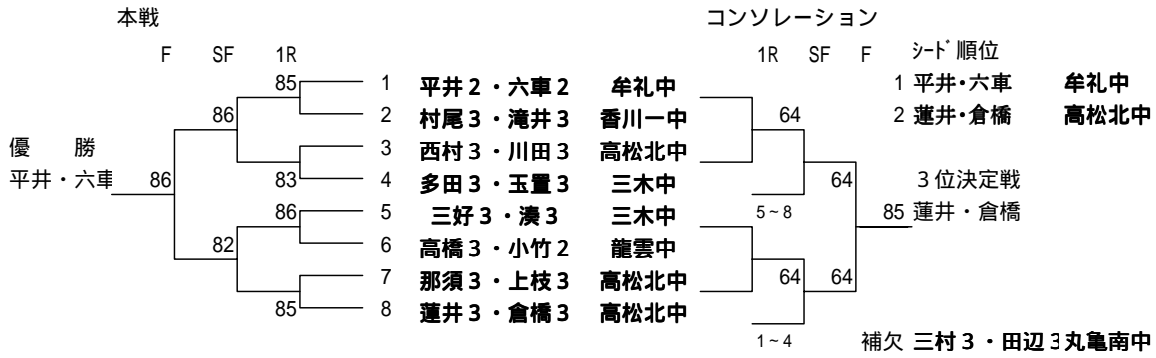 本戦 コンソレーション
F SF 1R 1R SF F シード順位
85 1 平井2・六車2 牟礼中 1 平井・六車 牟礼中
86 2 村尾3・滝井3 香川一中 64 2 蓮井・倉橋 高松北中
優 勝 3 西村3・川田3 高松北中
平井・六車 86 83 4 多田3・玉置3 三木中 64 3位決定戦
86 5 三好3・湊3 三木中 5~8 85 蓮井・倉橋
82 6 高橋3・小竹2 龍雲中
7 那須3・上枝3 高松北中 64 64
85 8 蓮井3・倉橋3 高松北中
1~4 補欠 三村3・田辺3 丸亀南中